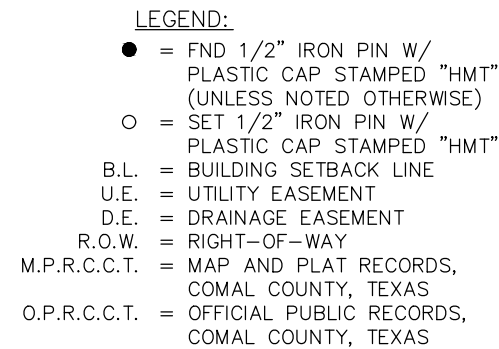 LEGEND:
● = FND 1/2" IRON PIN W/
PLASTIC CAP STAMPED "HMT"
(UNLESS NOTED OTHERWISE)
○ = SET 1/2" IRON PIN W/
PLASTIC CAP STAMPED "HMT"
B.L. = BUILDING SETBACK LINE
U.E. = UTILITY EASEMENT
D.E. = DRAINAGE EASEMENT
R.O.W. = RIGHT-OF-WAY
M.P.R.C.C.T. = MAP AND PLAT RECORDS,
COMAL COUNTY, TEXAS
O.P.R.C.C.T. = OFFICIAL PUBLIC RECORDS,
COMAL COUNTY, TEXAS